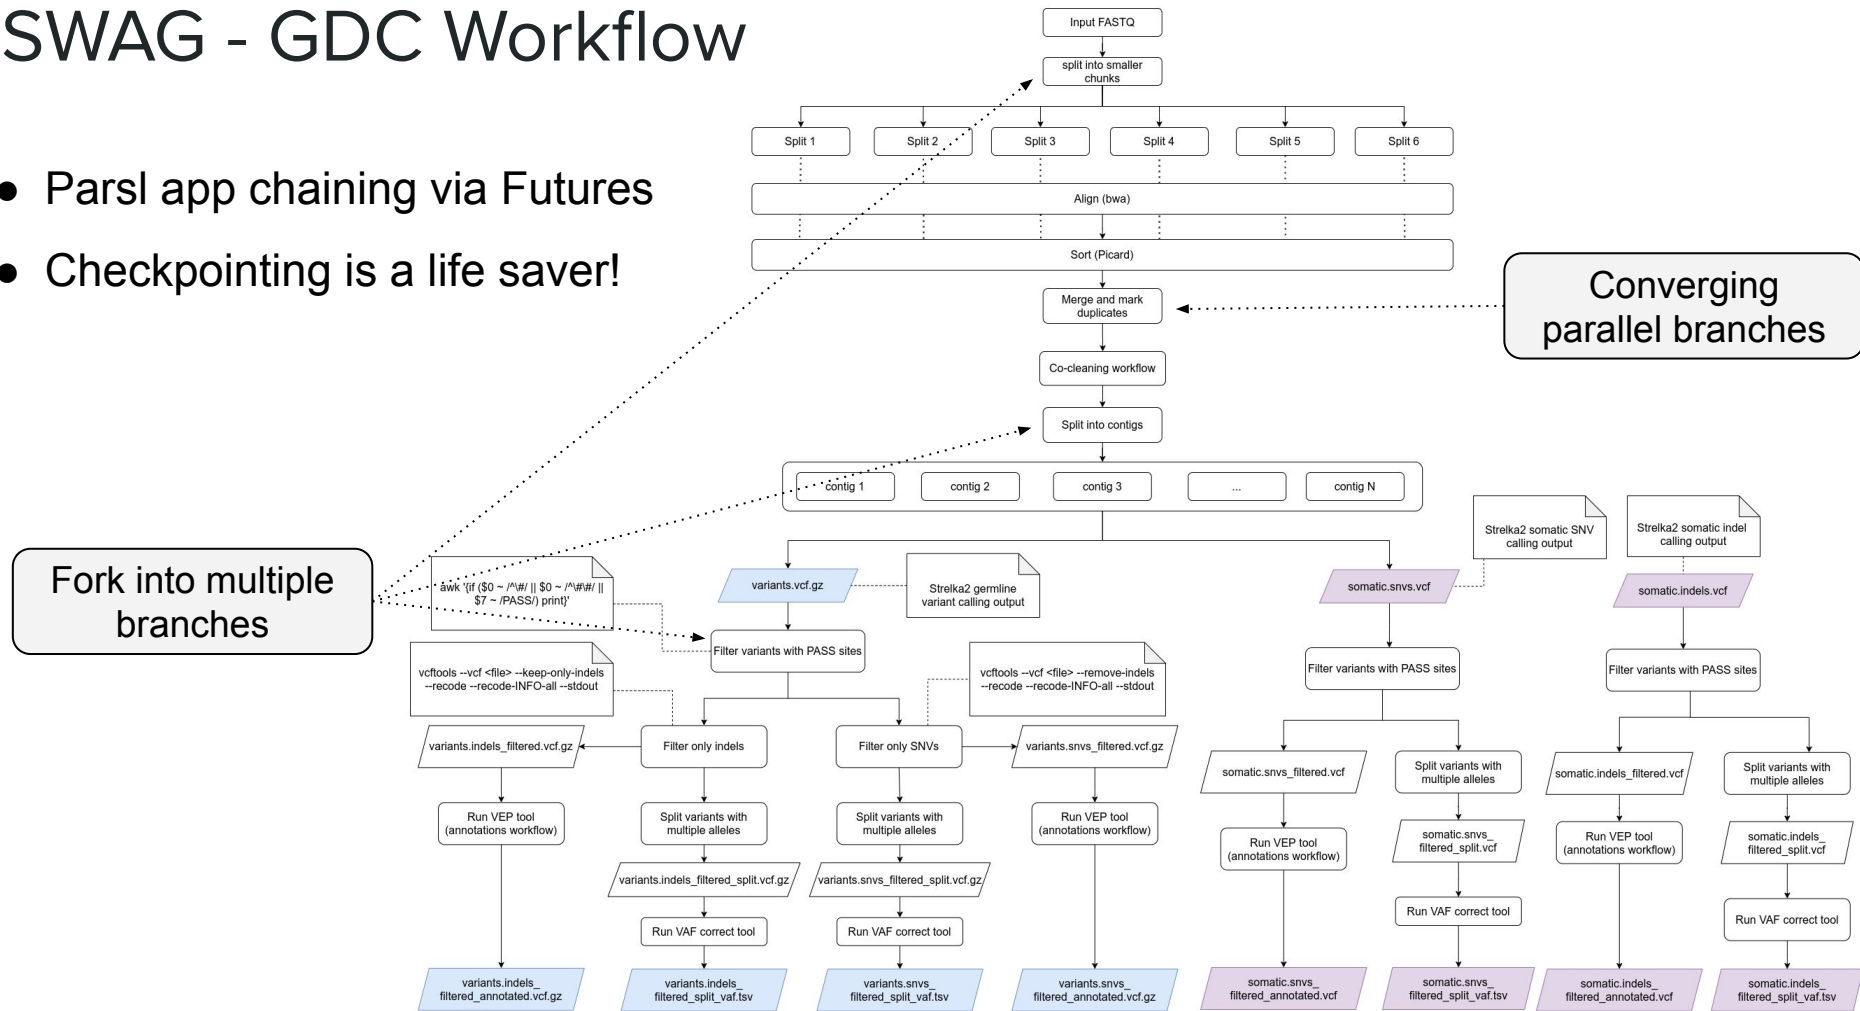 SWAG - GDC Workflow
● Parsl app chaining via Futures
● Checkpointing is a life saver!
Input FASTQ
split into smaller
chunks
Split 1
Split 2
Split 3
Split 4
Split 5
Split 6
Align (bwa)
Sort (Picard)
Merge and mark
duplicates
Converging
parallel branches
Co-cleaning workflow
Split into contigs
contig 1
contig 2
contig 3
...
contig N
Fork into multiple
branches
awk '{if ($0 ~ /^\#/ || $0 ~ /^\#\#/ ||
$7 ~ /PASS/) print}'
variants.vcf.gz
Strelka2 germline
variant calling output
somatic.snvs.vcf
Strelka2 somatic SNV
calling output
Strelka2 somatic indel
calling output
somatic.indels.vcf
Filter variants with PASS sites
Filter variants with PASS sites
Filter variants with PASS sites
vcftools --vcf <file> --keep-only-indels
--recode --recode-INFO-all --stdout
vcftools --vcf <file> --remove-indels
--recode --recode-INFO-all --stdout
variants.indels_filtered.vcf.gz
Filter only indels
Filter only SNVs
variants.snvs_filtered.vcf.gz
somatic.snvs_filtered.vcf
Split variants with
multiple alleles
somatic.indels_filtered.vcf
Split variants with
multiple alleles
Run VEP tool
(annotations workflow)
Split variants with
multiple alleles
Split variants with
multiple alleles
Run VEP tool
(annotations workflow)
Run VEP tool
(annotations workflow)
somatic.snvs_
filtered_split.vcf
Run VEP tool
(annotations workflow)
somatic.indels_
filtered_split.vcf
variants.indels_filtered_split.vcf.gz
variants.snvs_filtered_split.vcf.gz
Run VAF correct tool
Run VAF correct tool
Run VAF correct tool
Run VAF correct tool
variants.indels_
filtered_annotated.vcf.gz
variants.indels_
filtered_split_vaf.tsv
variants.snvs_
filtered_split_vaf.tsv
variants.snvs_
filtered_annotated.vcf.gz
somatic.snvs_
filtered_annotated.vcf
somatic.snvs_
filtered_split_vaf.tsv
somatic.indels_
filtered_annotated.vcf
somatic.indels_
filtered_split_vaf.tsv